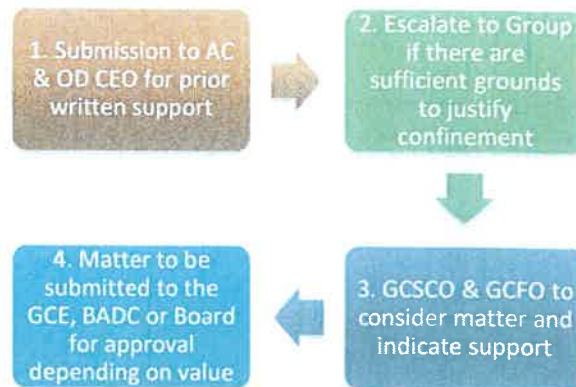 1. Submission to AC
& OD CEO for prior
written support
2. Escalate to Group
if there are
sufficient grounds
to justify
confinement
3. GCSCO & GCFO to
consider matter and
indicate support
4. Matter to be
submitted to the
GCE, BADC or Board
for approval
depending on value